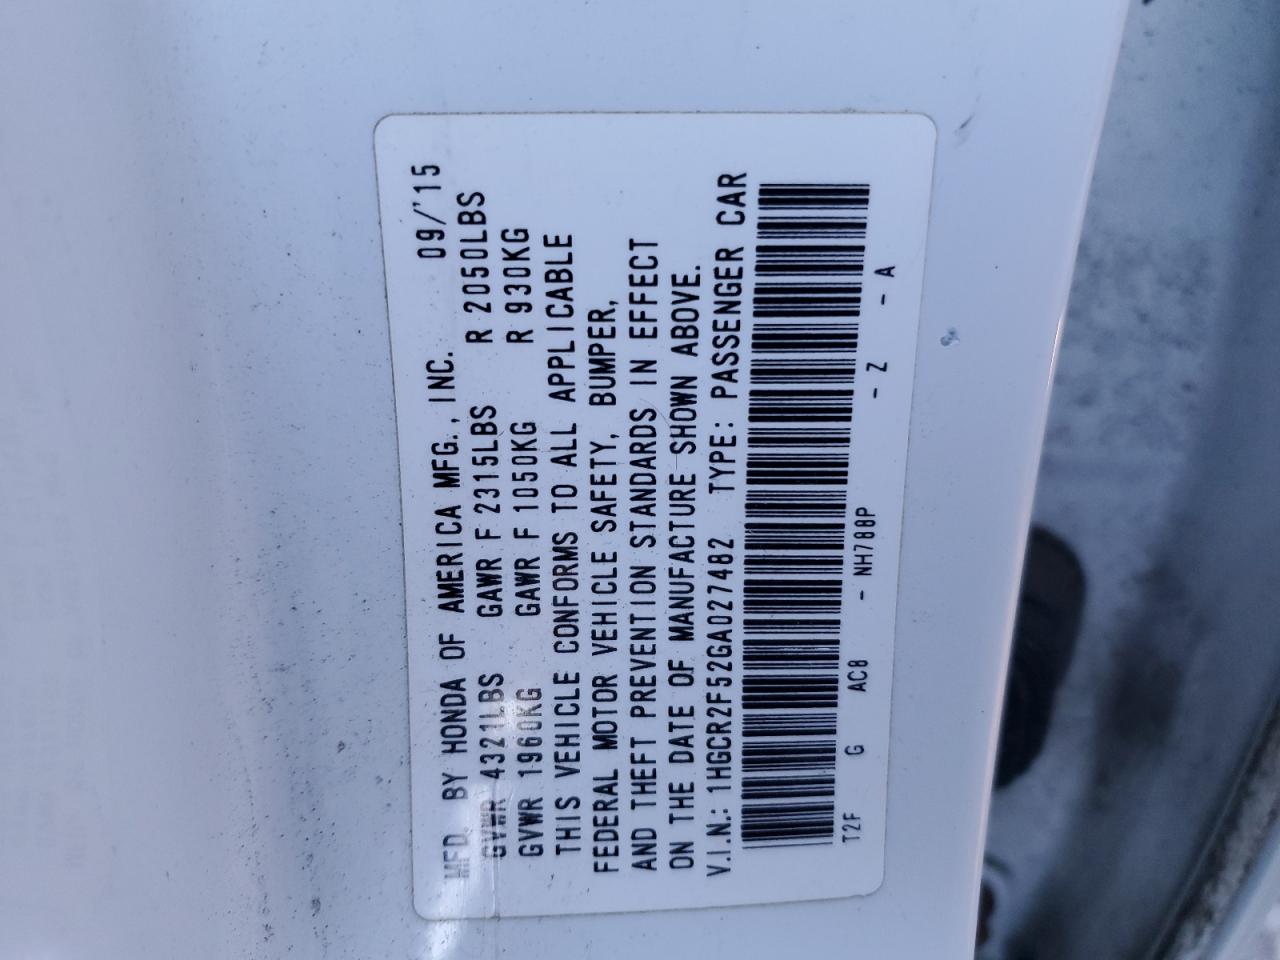 MFD. BY HONDA OF AMERICA MFG., INC. 09/'15
GVWR 4321LBS GAWR F 2315LBS R 2050LBS
GVWR 1960KG GAWR F 1050KG R 930KG
THIS VEHICLE CONFORMS TO ALL APPLICABLE
FEDERAL MOTOR VEHICLE SAFETY, BUMPER,
AND THEFT PREVENTION STANDARDS IN EFFECT
ON THE DATE OF MANUFACTURE SHOWN ABOVE.
V.I.N.: 1HGCR2F52GA027482 TYPE: PASSENGER CAR
T2F G AC8 - NH788P - Z - A